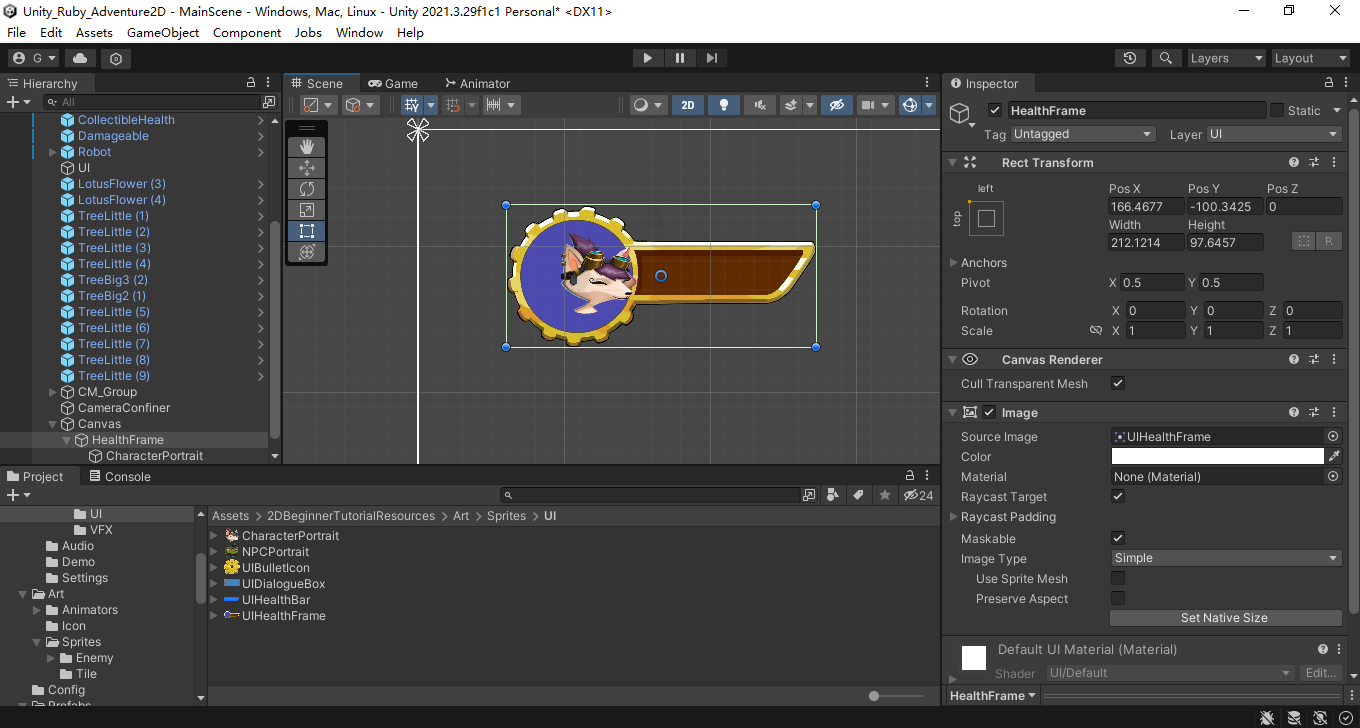 Unity_Ruby_Adventure2D - MainScene - Windows, Mac, Linux - Unity 2021.3.29f1c1 Personal* <DX11>
File Edit Assets GameObject Component Jobs Window Help
G Layers Layout
Hierarchy
All
CollectibleHealth
Damageable
Robot
UI
LotusFlower (3)
LotusFlower (4)
TreeLittle (1)
TreeLittle (2)
TreeLittle (3)
TreeLittle (4)
TreeBig3 (2)
TreeBig2 (1)
TreeLittle (5)
TreeLittle (6)
TreeLittle (7)
TreeLittle (8)
TreeLittle (9)
CM_Group
CameraConfiner
Canvas
HealthFrame
CharacterPortrait
Scene Game Animator
2D
Inspector
HealthFrame Static
Tag Untagged Layer UI
Rect Transform
left
top
Pos X Pos Y Pos Z
166.4677 -100.3425 0
Width Height
212.1214 97.6457
R
Anchors
Pivot X 0.5 Y 0.5
Rotation X 0 Y 0 Z 0
Scale X 1 Y 1 Z 1
Canvas Renderer
Cull Transparent Mesh
Image
Source Image UIHealthFrame
Color
Material None (Material)
Raycast Target
Raycast Padding
Maskable
Image Type Simple
Use Sprite Mesh
Preserve Aspect
Set Native Size
Default UI Material (Material)
Shader UI/Default Edit...
HealthFrame
Project Console
24
UI
VFX
Audio
Demo
Settings
Art
Animators
Icon
Sprites
Enemy
Tile
Config
Prefabs
Assets > 2DBeginnerTutorialResources > Art > Sprites > UI
CharacterPortrait
NPCPortrait
UIBulletIcon
UIDialogueBox
UIHealthBar
UIHealthFrame